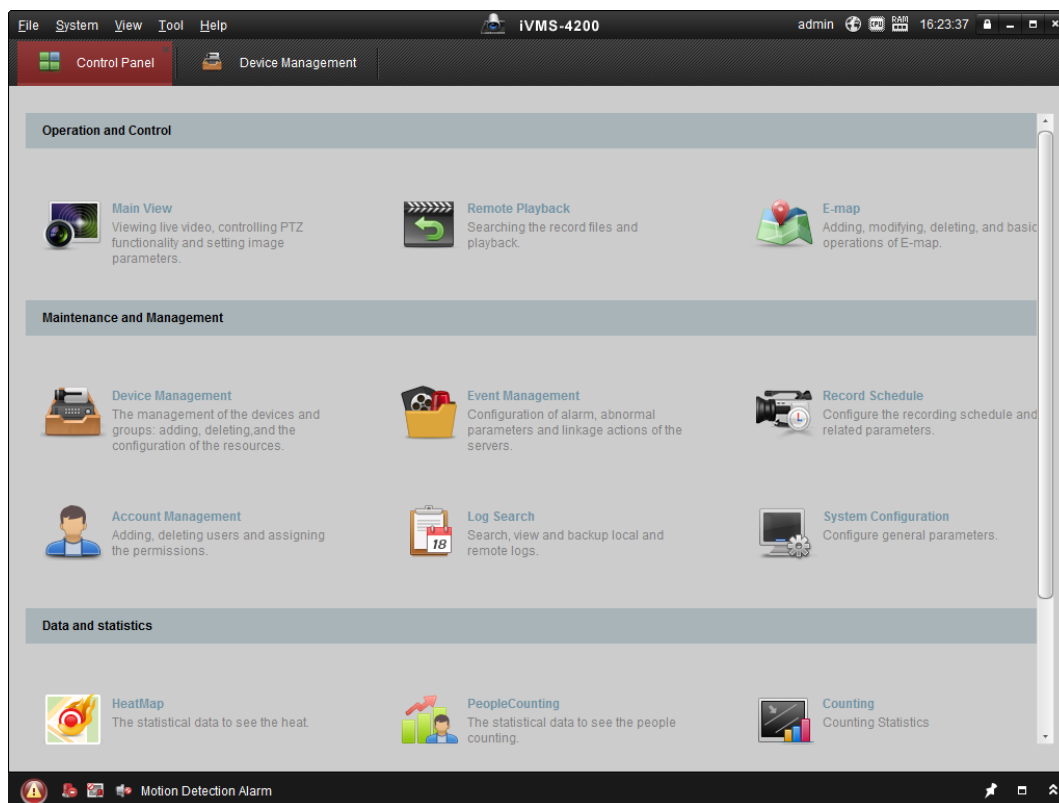 File System View Tool Help iVMS-4200 admin CPU RAM 16:23:37
Control Panel Device Management
Operation and Control
Main View
Viewing live video, controlling PTZ
functionality and setting image
parameters.
Remote Playback
Searching the record files and
playback.
E-map
Adding, modifying, deleting, and basic
operations of E-map.
Maintenance and Management
Device Management
The management of the devices and
groups: adding, deleting,and the
configuration of the resources.
Event Management
Configuration of alarm, abnormal
parameters and linkage actions of the
servers.
Record Schedule
Configure the recording schedule and
related parameters.
Account Management
Adding, deleting users and assigning
the permissions.
18
Log Search
Search, view and backup local and
remote logs.
System Configuration
Configure general parameters.
Data and statistics
HeatMap
The statistical data to see the heat.
PeopleCounting
The statistical data to see the people
counting.
Counting
Counting Statistics
Motion Detection Alarm